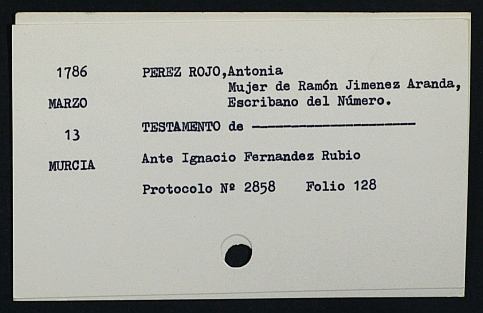 1786 PEREZ ROJO,Antonia
Mujer de Ramón Jimenez Aranda,
MARZO Escribano del Número.
13 TESTAMENTO de ————————————
MURCIA Ante Ignacio Fernandez Rubio
Protocolo Nº 2858 Folio 128